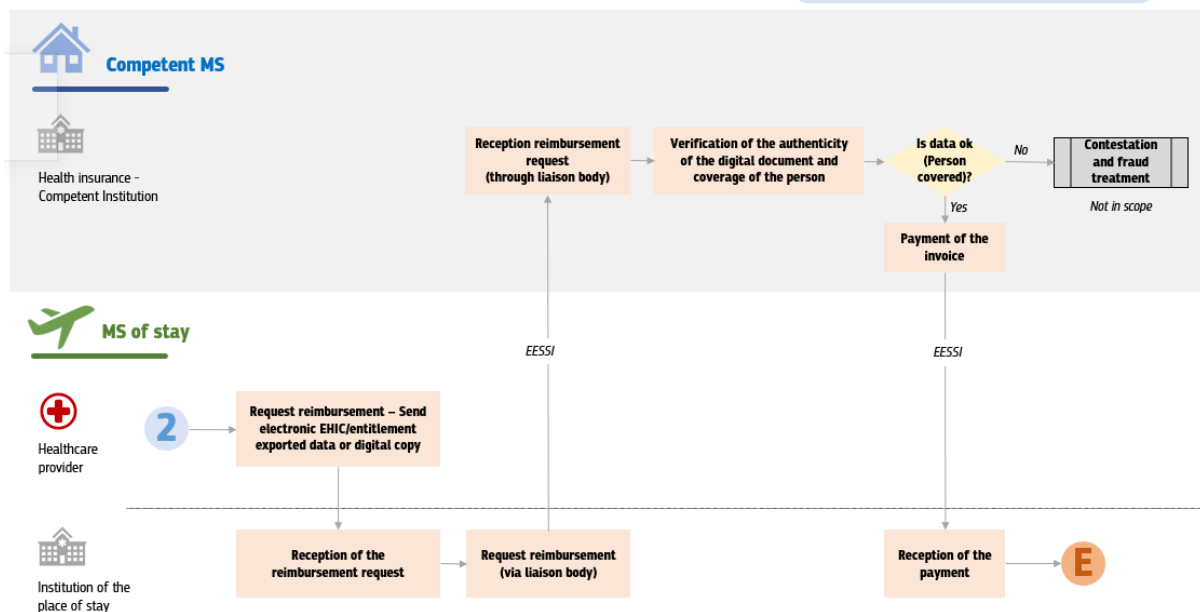 Competent MS
Health insurance -
Competent Institution
Reception reimbursement
request
(through liaison body)
Verification of the authenticity
of the digital document and
coverage of the person
Is data ok
(Person
covered)?
No
Contestation
and fraud
treatment
Not in scope
Yes
Payment of the
invoice
MS of stay
EESSI
EESSI
Healthcare
provider
2
Request reimbursement – Send
electronic EHIC/entitlement
exported data or digital copy
Institution of the
place of stay
Reception of the
reimbursement request
Request reimbursement
(via liaison body)
Reception of the
payment
E